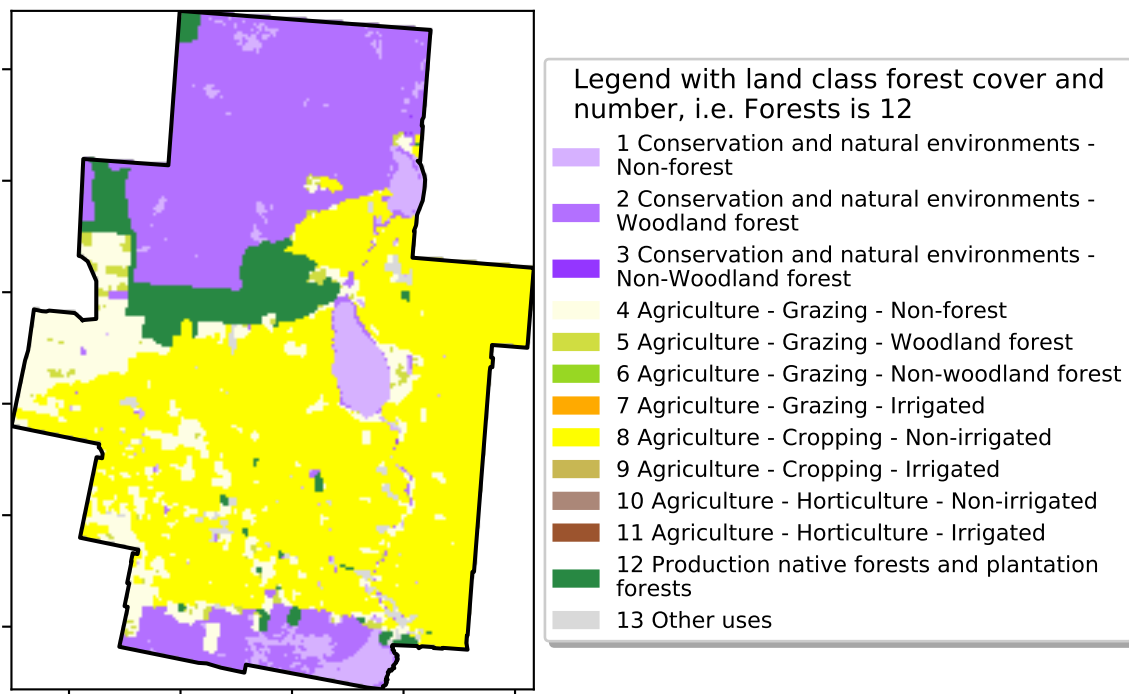 Legend with land class forest cover and
number, i.e. Forests is 12
1 Conservation and natural environments -
Non-forest
2 Conservation and natural environments -
Woodland forest
3 Conservation and natural environments -
Non-Woodland forest
4 Agriculture - Grazing - Non-forest
5 Agriculture - Grazing - Woodland forest
6 Agriculture - Grazing - Non-woodland forest
7 Agriculture - Grazing - Irrigated
8 Agriculture - Cropping - Non-irrigated
9 Agriculture - Cropping - Irrigated
10 Agriculture - Horticulture - Non-irrigated
11 Agriculture - Horticulture - Irrigated
12 Production native forests and plantation
forests
13 Other uses